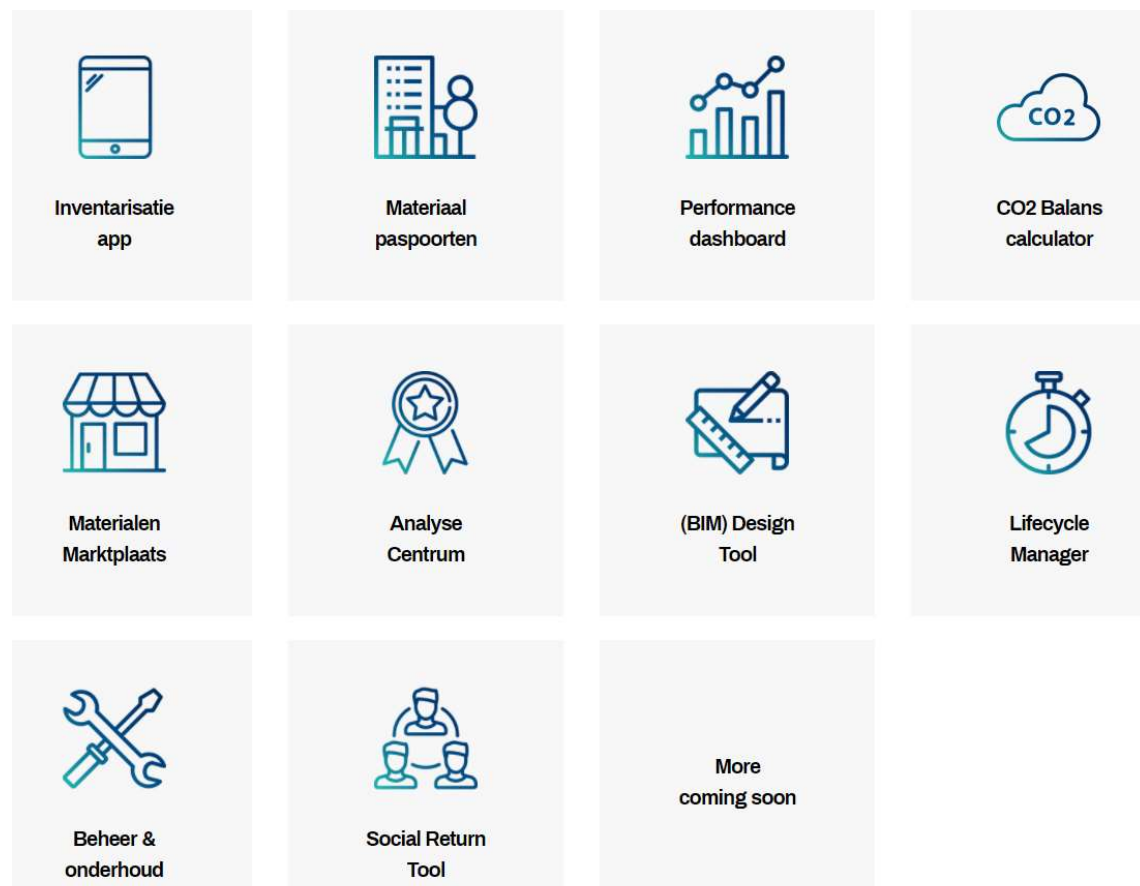 Inventarisatie
app
Materiaal
paspoorten
Performance
dashboard
CO2
CO2 Balans
calculator
Materialen
Marktplaats
Analyse
Centrum
(BIM) Design
Tool
Lifecycle
Manager
Beheer &
onderhoud
Social Return
Tool
More
coming soon